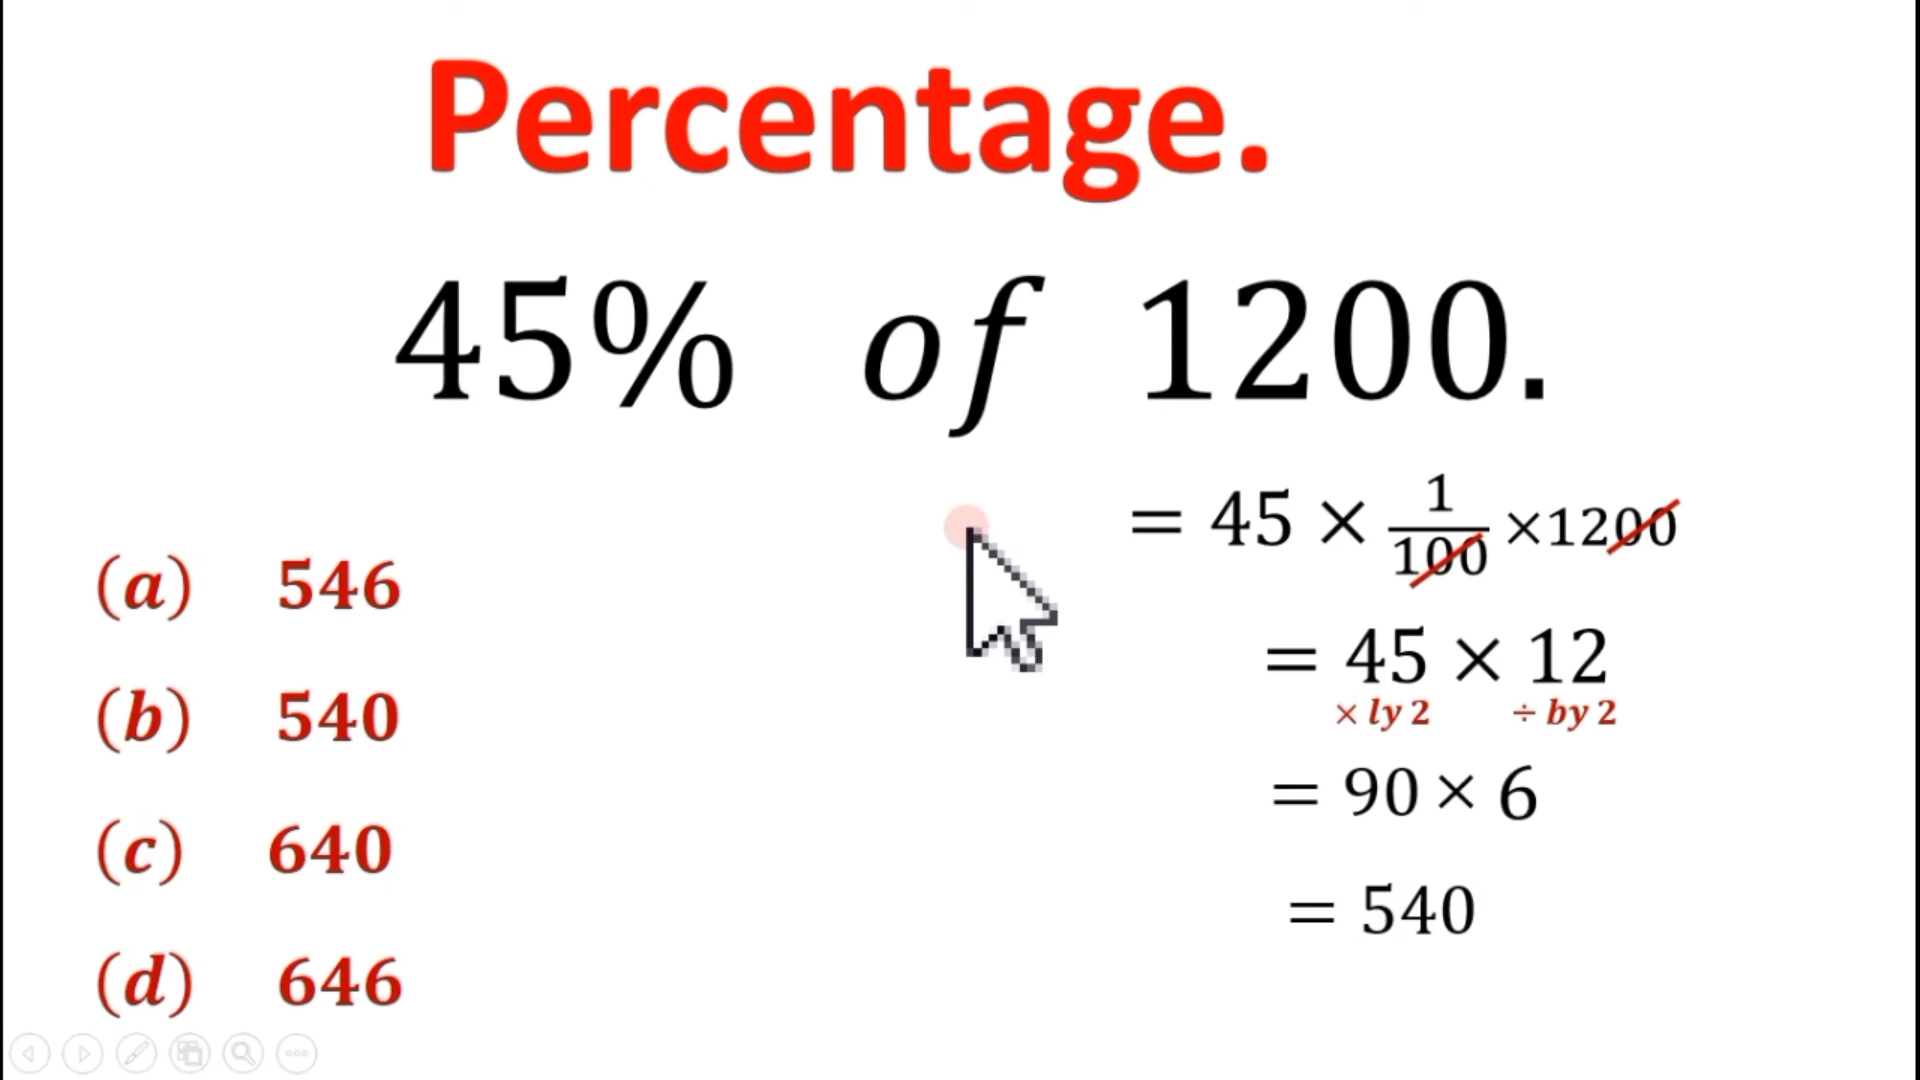 Percentage.
45% of 1200.
= 45 × 1/100 ×1200
(a) 546
= 45 × 12
× ly 2 ÷ by 2
(b) 540
= 90 × 6
(c) 640
= 540
(d) 646